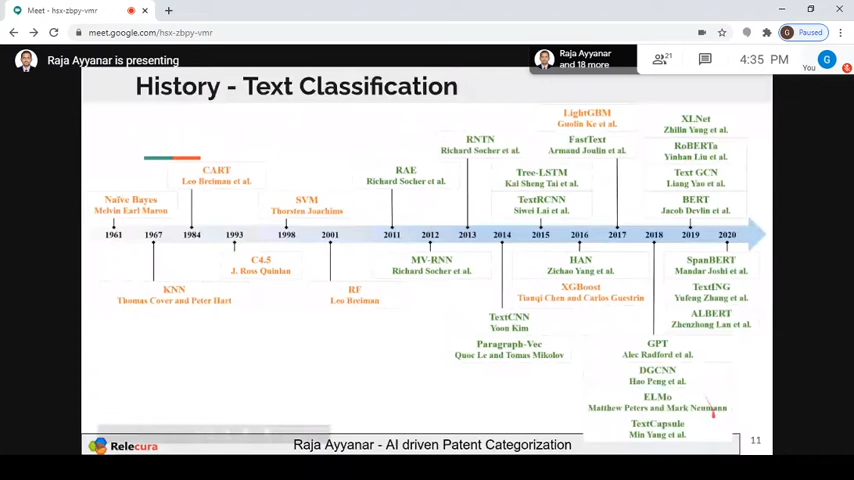 Meet - hsx-zbpy-vmr
meet.google.com/hsx-zbpy-vmr
G Paused
Raja Ayyanar is presenting
Raja Ayyanar
and 18 more
21
4:35 PM
You
G
History - Text Classification
LightGBM
Guolin Ke et al.
XLNet
Zhilin Yang et al.
RNTN
Richard Socher et al.
FastText
Armand Joulin et al.
RoBERTa
Yinhan Liu et al.
CART
Leo Breiman et al.
RAE
Richard Socher et al.
Tree-LSTM
Kai Sheng Tai et al.
Text GCN
Liang Yao et al.
Naïve Bayes
Melvin Earl Maron
SVM
Thorsten Joachims
TextRCNN
Siwei Lai et al.
BERT
Jacob Devlin et al.
1961 1967 1984 1993 1998 2001 2011 2012 2013 2014 2015 2016 2017 2018 2019 2020
C4.5
J. Ross Quinlan
MV-RNN
Richard Socher et al.
HAN
Zichao Yang et al.
SpanBERT
Mandar Joshi et al.
KNN
Thomas Cover and Peter Hart
RF
Leo Breiman
XGBoost
Tianqi Chen and Carlos Guestrin
TextING
Yufeng Zhang et al.
TextCNN
Yoon Kim
ALBERT
Zhenzhong Lan et al.
Paragraph-Vec
Quoc Le and Tomas Mikolov
GPT
Alec Radford et al.
DGCNN
Hao Peng et al.
ELMo
Matthew Peters and Mark Neumann
TextCapsule
Min Yang et al.
Relecura
Raja Ayyanar - AI driven Patent Categorization
11